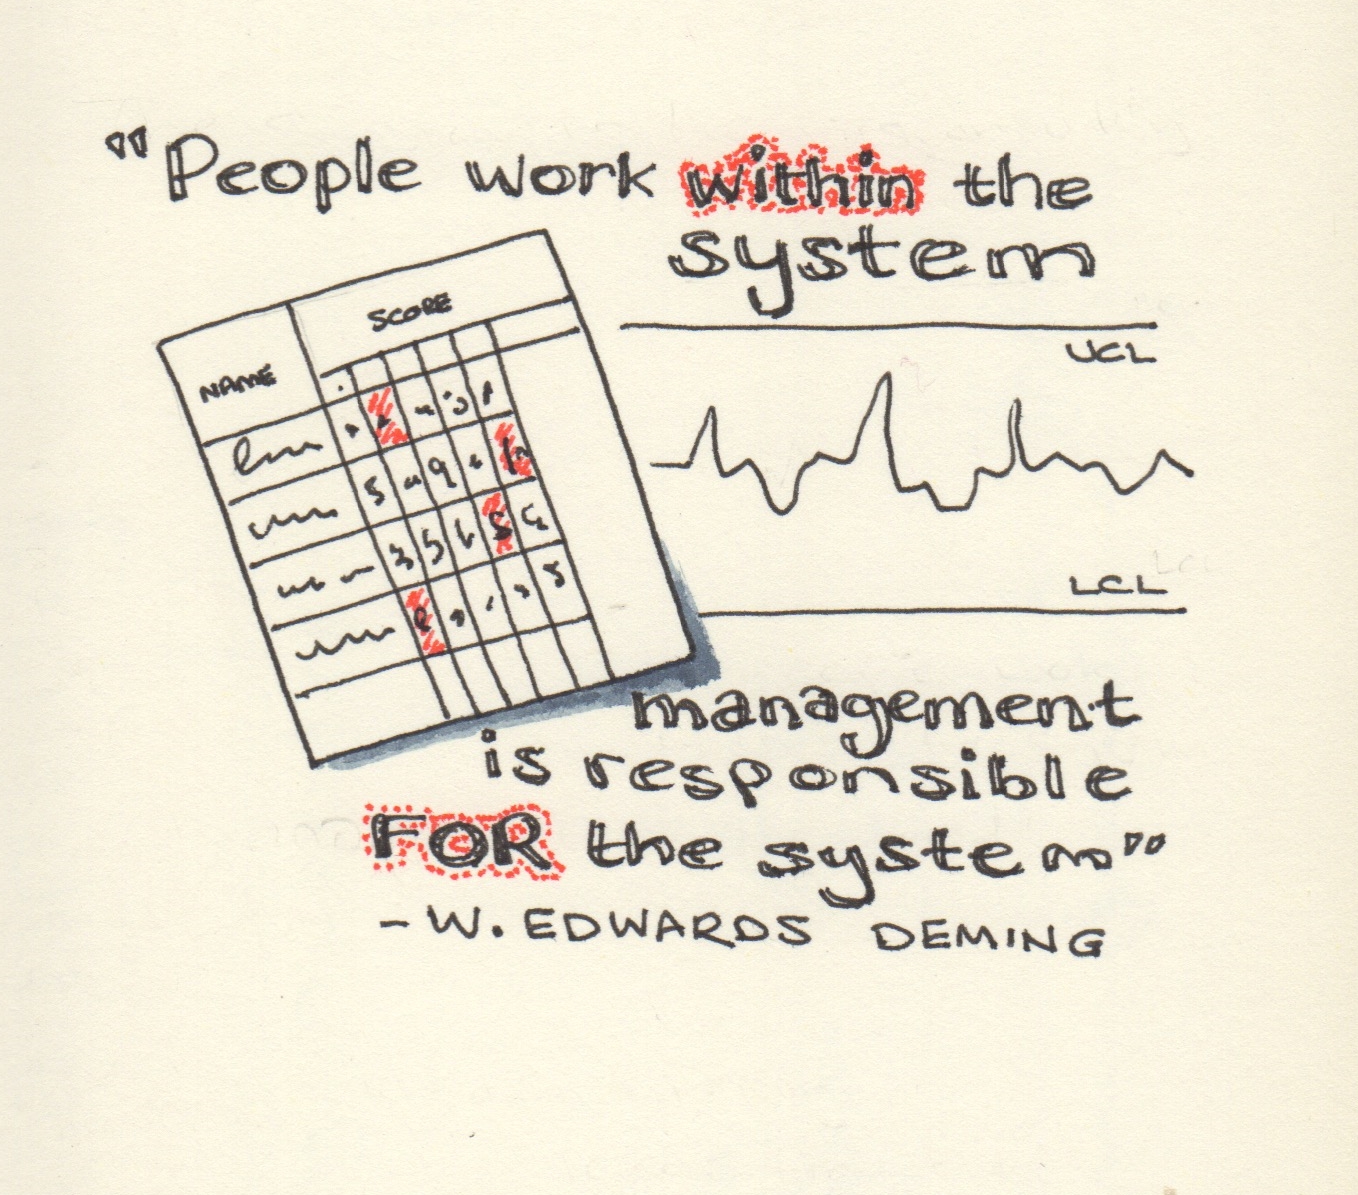 “People work within the
system
SCORE
NAME
UCL
LCL
management
is responsible
FOR the system”
- W. EDWARDS DEMING